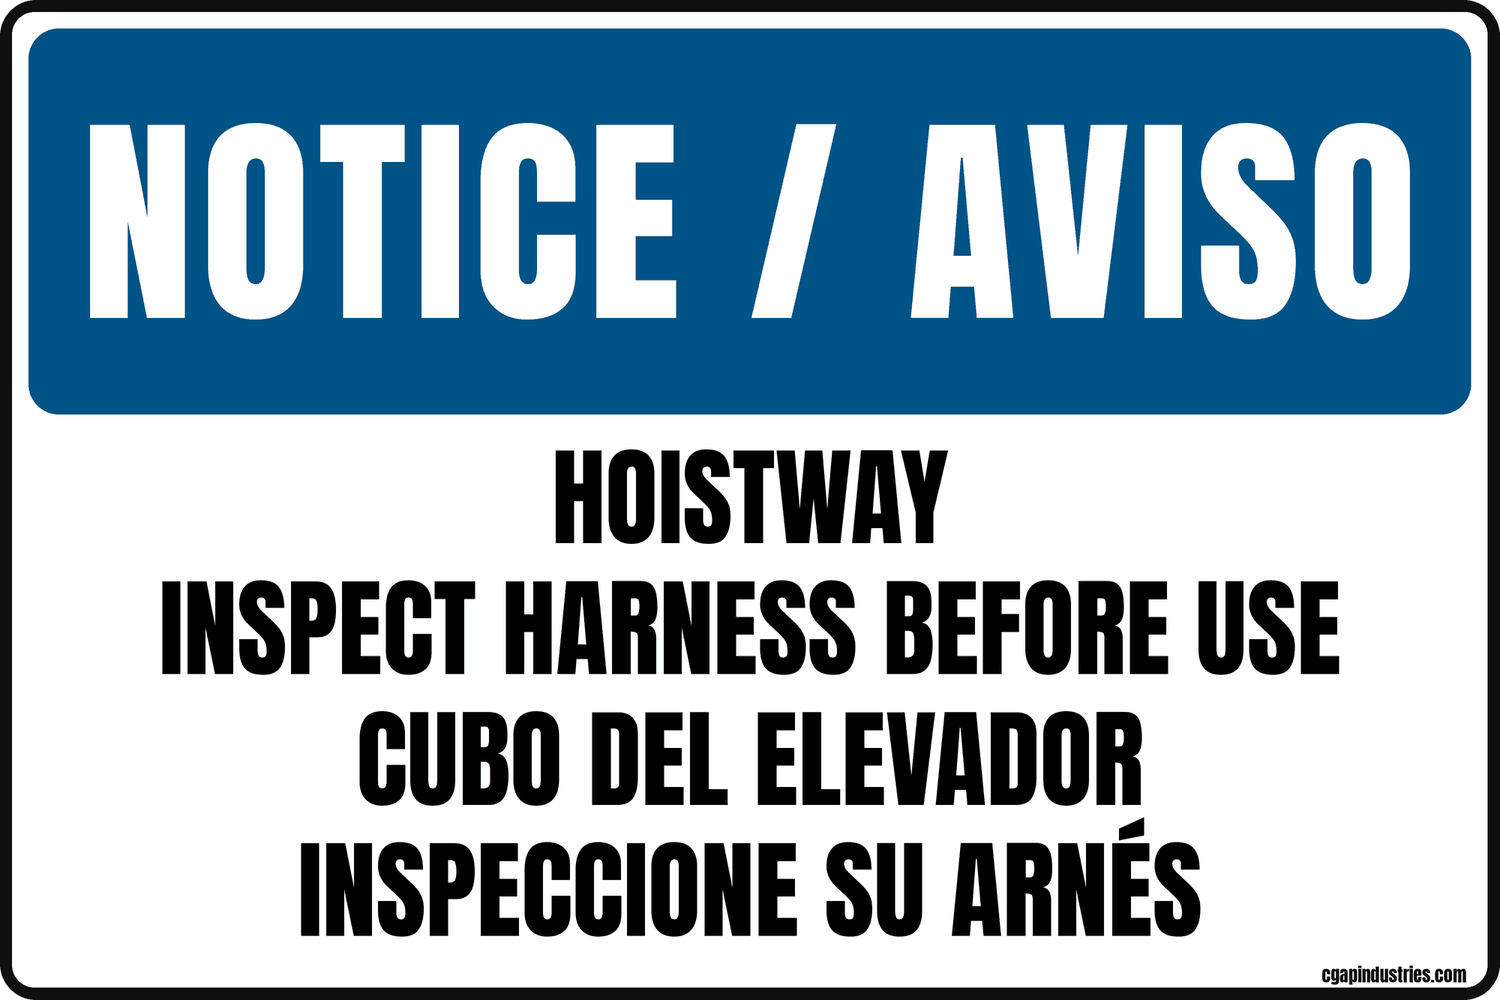 NOTICE / AVISO
HOISTWAY
INSPECT HARNESS BEFORE USE
CUBO DEL ELEVADOR
INSPECCIONE SU ARNÉS
cgapindustries.com